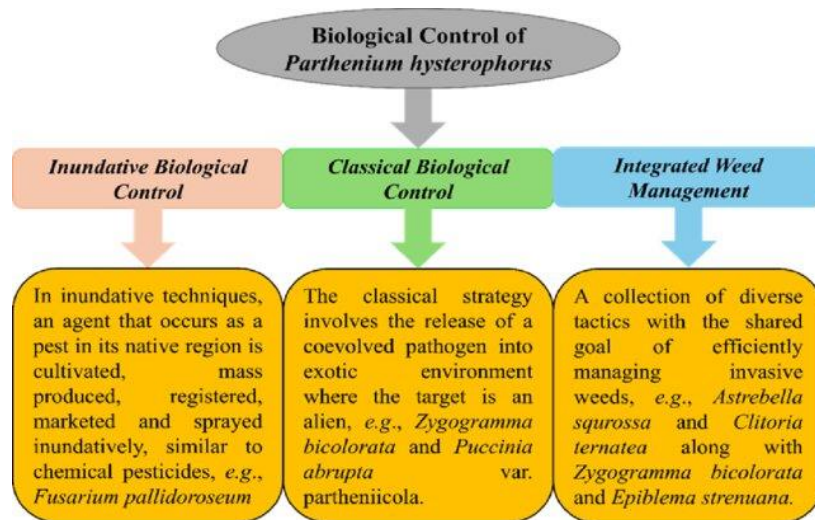 Biological Control of
Parthenium hysterophorus
Inundative Biological
Control
Classical Biological
Control
Integrated Weed
Management
In inundative techniques,
an agent that occurs as a
pest in its native region is
cultivated, mass
produced, registered,
marketed and sprayed
inundatively, similar to
chemical pesticides, e.g.,
Fusarium pallidoroseum
The classical strategy
involves the release of a
coevolved pathogen into
exotic environment
where the target is an
alien, e.g., Zygogramma
bicolorata and Puccinia
abrupta var.
partheniicola.
A collection of diverse
tactics with the shared
goal of efficiently
managing invasive
weeds, e.g., Astrebella
squrossa and Clitoria
ternatea along with
Zygogramma bicolorata
and Epiblema strenuana.